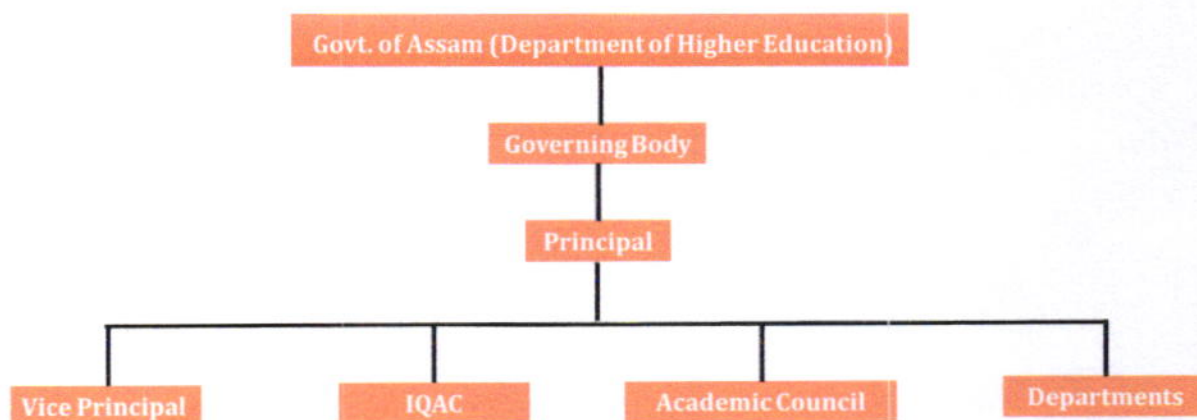 Govt. of Assam (Department of Higher Education)
Governing Body
Principal
Vice Principal
IQAC
Academic Council
Departments